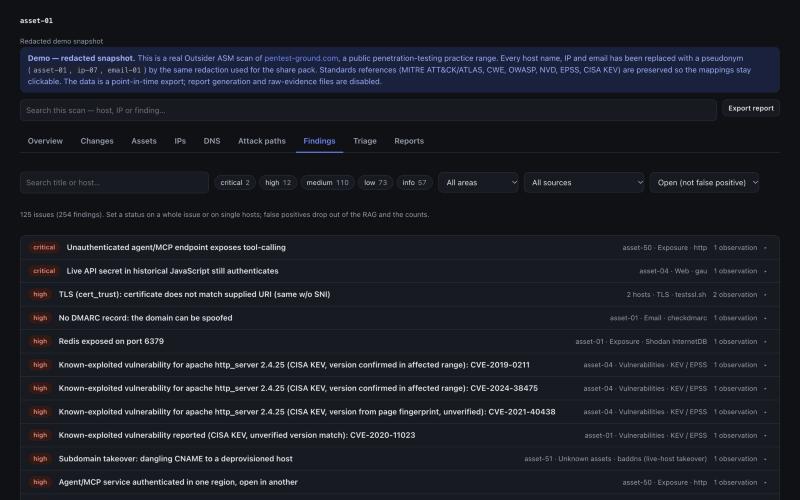 asset-01
Redacted demo snapshot
Demo — redacted snapshot. This is a real Outsider ASM scan of pentest-ground.com, a public penetration-testing practice range. Every host name, IP and email has been replaced with a pseudonym
( asset-01 , ip-07, email-01 ) by the same redaction used for the share pack. Standards references (MITRE ATT&CK/ATLAS, CWE, OWASP, NVD, EPSS, CISA KEV) are preserved so the mappings stay
clickable. The data is a point-in-time export; report generation and raw-evidence files are disabled.
Search this scan — host, IP or finding... Export report
Overview Changes Assets IPs DNS Attack paths Findings Triage Reports
Search title or host... critical 2 high 12 medium 110 low 73 info 57 All areas All sources Open (not false positive)
125 issues (254 findings). Set a status on a whole issue or on single hosts; false positives drop out of the RAG and the counts.
critical Unauthenticated agent/MCP endpoint exposes tool-calling asset-50 · Exposure · http 1 observation
critical Live API secret in historical JavaScript still authenticates asset-04 · Web · gau 1 observation
high TLS (cert_trust): certificate does not match supplied URI (same w/o SNI) 2 hosts · TLS · testssl.sh 2 observation
high No DMARC record: the domain can be spoofed asset-01 · Email · checkdmarc 1 observation
high Redis exposed on port 6379 asset-01 · Exposure · Shodan InternetDB 1 observation
high Known-exploited vulnerability for apache http_server 2.4.25 (CISA KEV, version confirmed in affected range): CVE-2019-0211 asset-04 · Vulnerabilities · KEV / EPSS 1 observation
high Known-exploited vulnerability for apache http_server 2.4.25 (CISA KEV, version confirmed in affected range): CVE-2024-38475 asset-04 · Vulnerabilities · KEV / EPSS 1 observation
high Known-exploited vulnerability for apache http_server 2.4.25 (CISA KEV, version from page fingerprint, unverified): CVE-2021-40438 asset-04 · Vulnerabilities · KEV / EPSS 1 observation
high Known-exploited vulnerability reported (CISA KEV, unverified version match): CVE-2020-11023 asset-01 · Vulnerabilities · KEV / EPSS 1 observation
high Subdomain takeover: dangling CNAME to a deprovisioned host asset-51 · Unknown assets · baddns (live-host takeover) 1 observation
high Agent/MCP service authenticated in one region, open in another asset-50 · Exposure · http 1 observation